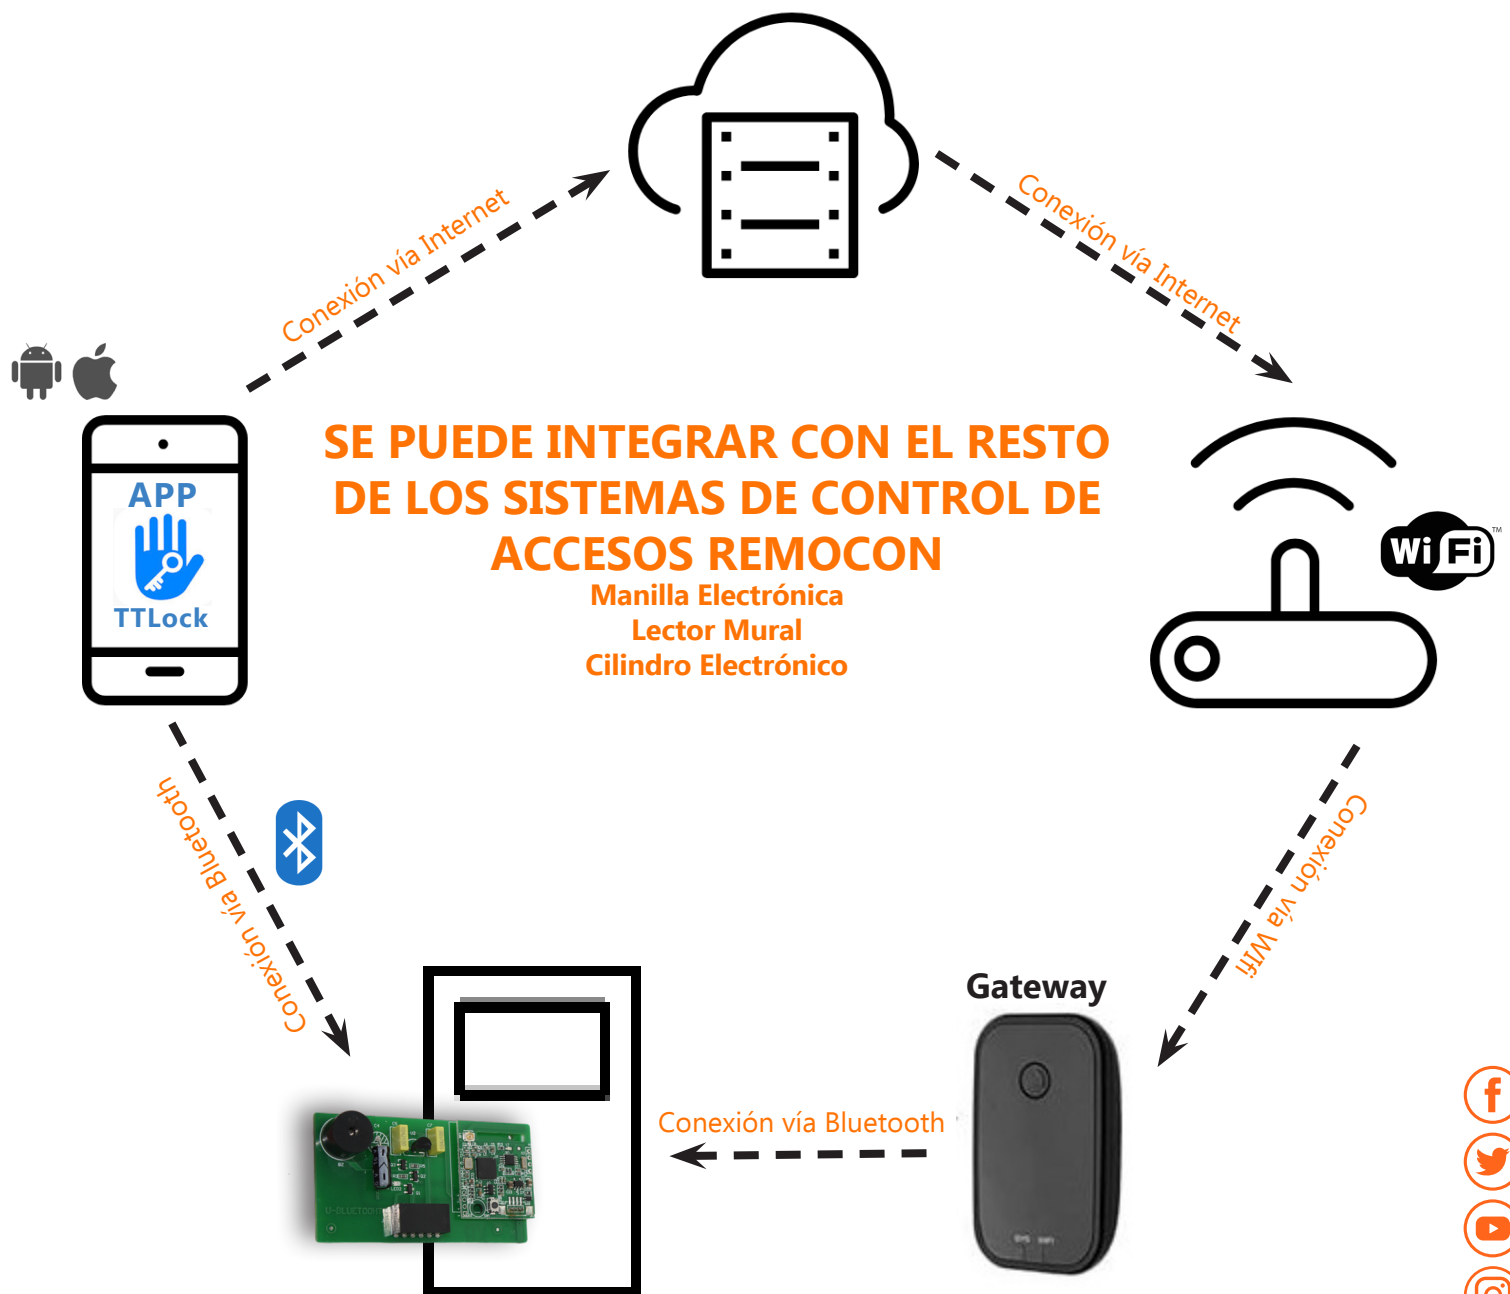 Conexión vía Internet
Conexión vía Internet
SE PUEDE INTEGRAR CON EL RESTO
DE LOS SISTEMAS DE CONTROL DE
ACCESOS REMOCON
Manilla Electrónica
Lector Mural
Cilindro Electrónico
APP
TTLock
Wi Fi TM
Conexión vía Bluetooth
Conexión vía WIfi
Gateway
Conexión vía Bluetooth